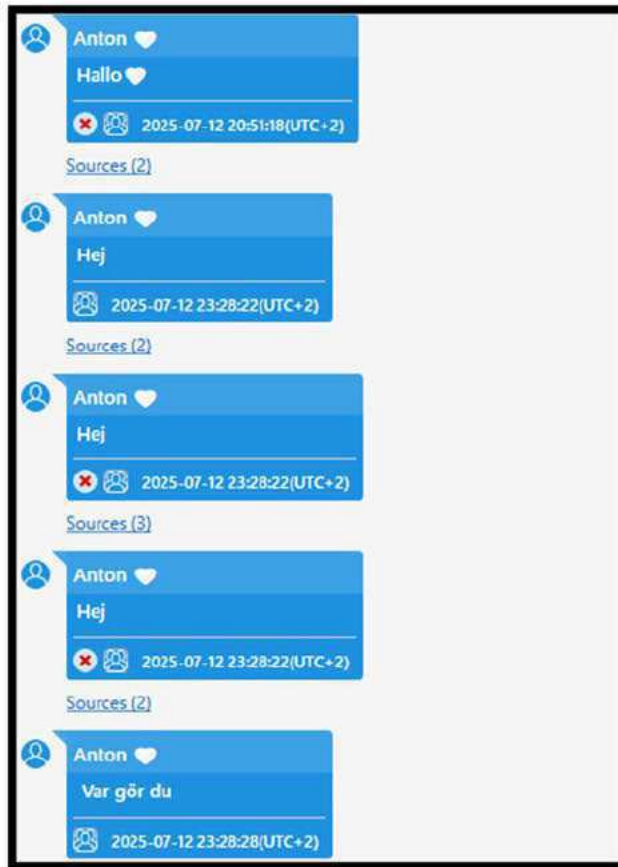 Anton
Hallo
2025-07-12 20:51:18(UTC+2)
Sources (2)
Anton
Hej
2025-07-12 23:28:22(UTC+2)
Sources (2)
Anton
Hej
2025-07-12 23:28:22(UTC+2)
Sources (3)
Anton
Hej
2025-07-12 23:28:22(UTC+2)
Sources (2)
Anton
Var gör du
2025-07-12 23:28:28(UTC+2)